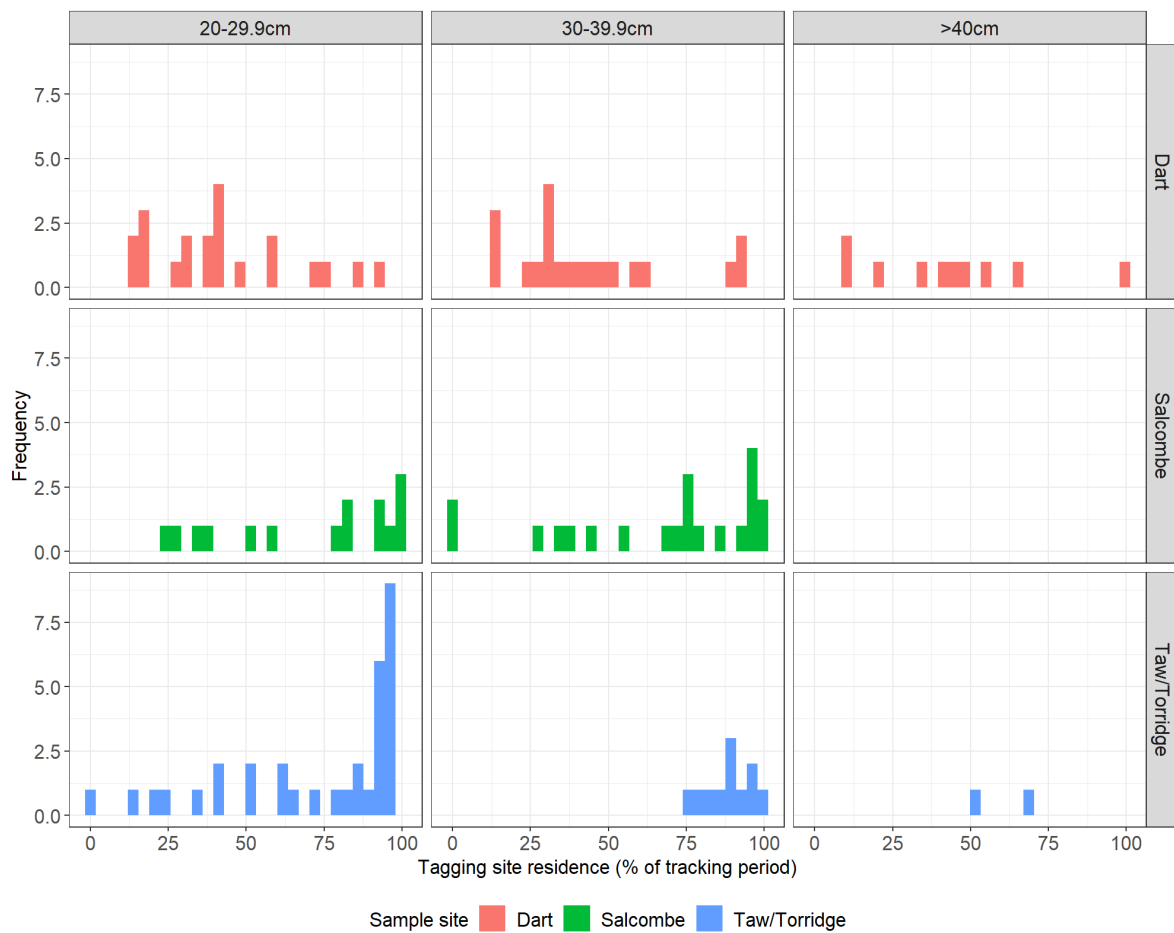 20-29.9cm 30-39.9cm >40cm
7.5
5.0
2.5
0.0
Dart
7.5
5.0
2.5
0.0
Salcombe
Frequency
7.5
5.0
2.5
0.0
Taw/Torridge
0 25 50 75 100 0 25 50 75 100 0 25 50 75 100
Tagging site residence (% of tracking period)
Sample site Dart Salcombe Taw/Torridge